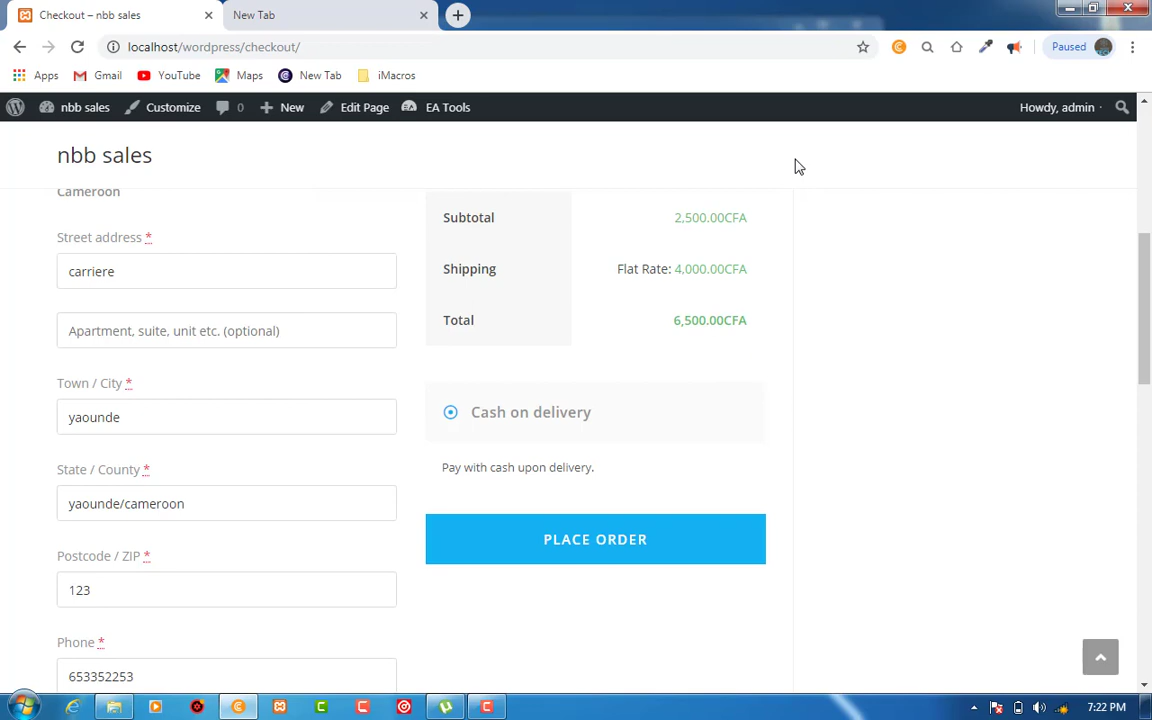 Checkout – nbb sales
New Tab
localhost/wordpress/checkout/
Paused
Apps
Gmail
YouTube
Maps
New Tab
iMacros
nbb sales
Customize
0
New
Edit Page
EA Tools
Howdy, admin
nbb sales
Cameroon
Street address *
carriere
Apartment, suite, unit etc. (optional)
Town / City *
yaounde
State / County *
yaounde/cameroon
Postcode / ZIP *
123
Phone *
653352253
Subtotal 2,500.00CFA
Shipping Flat Rate: 4,000.00CFA
Total 6,500.00CFA
Cash on delivery
Pay with cash upon delivery.
PLACE ORDER
7:22 PM